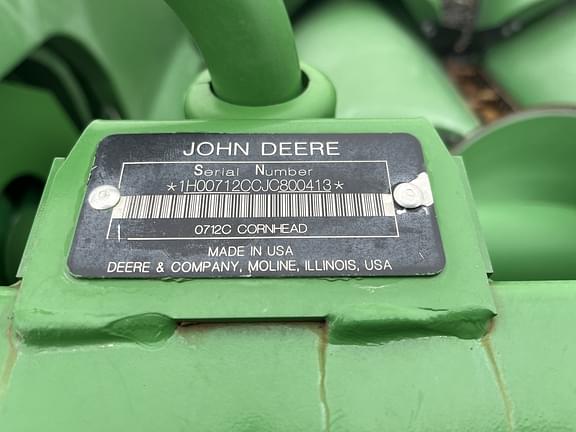 JOHN DEERE
Serial Number
*1H00712CCJC800413*
0712C CORNHEAD
MADE IN USA
DEERE & COMPANY, MOLINE, ILLINOIS, USA